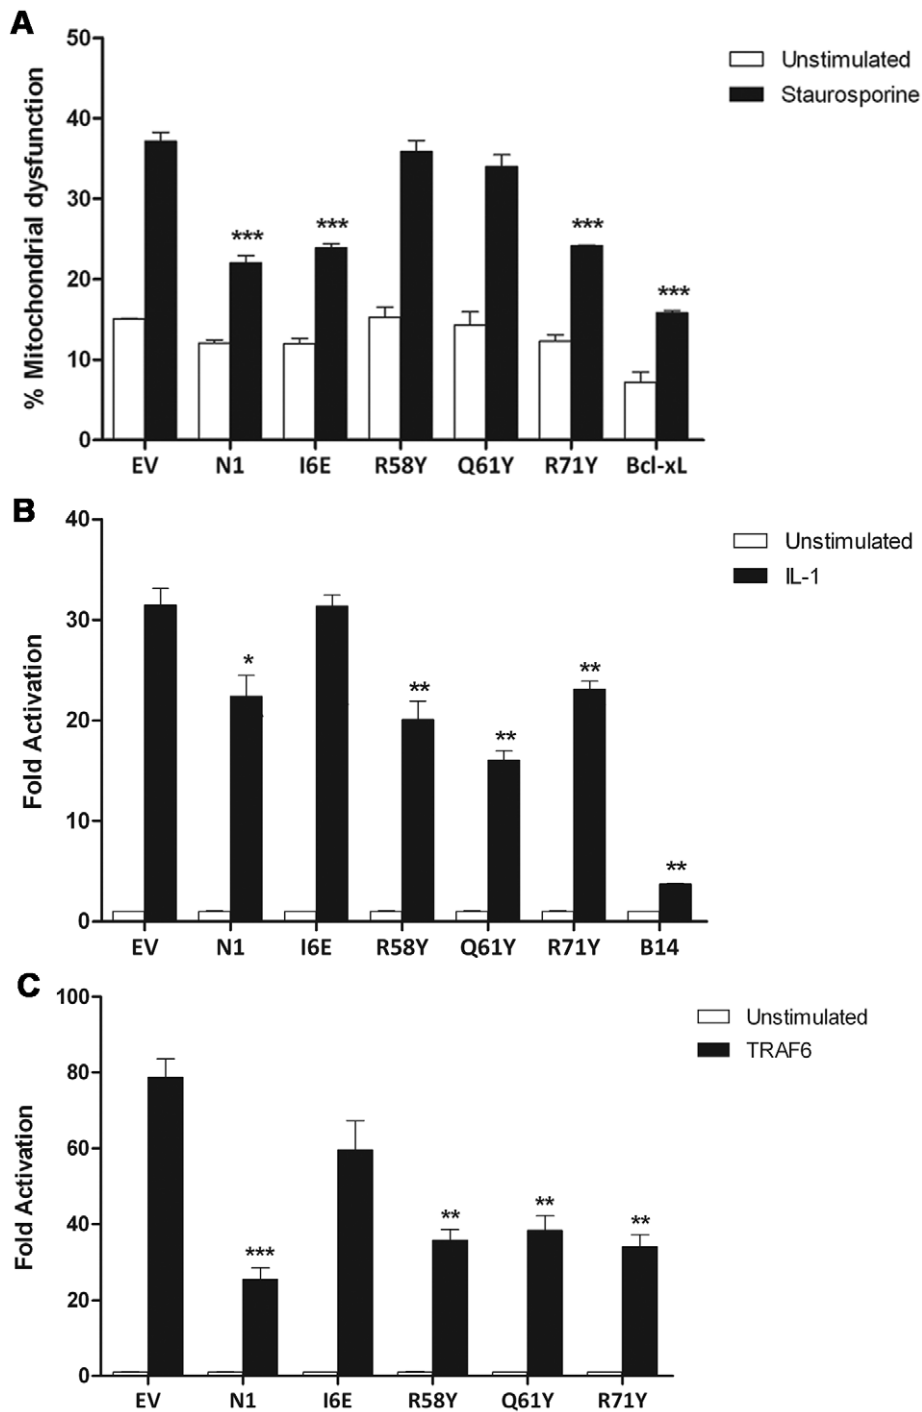 A
% Mitochondrial dysfunction
50
40
30
20
10
0
Unstimulated
Staurosporine
***
***
***
***
EV N1 I6E R58Y Q61Y R71Y Bcl-xL
B
Fold Activation
40
30
20
10
0
Unstimulated
IL-1
*
**
**
**
**
EV N1 I6E R58Y Q61Y R71Y B14
C
Fold Activation
100
80
60
40
20
0
Unstimulated
TRAF6
***
**
**
**
EV N1 I6E R58Y Q61Y R71Y